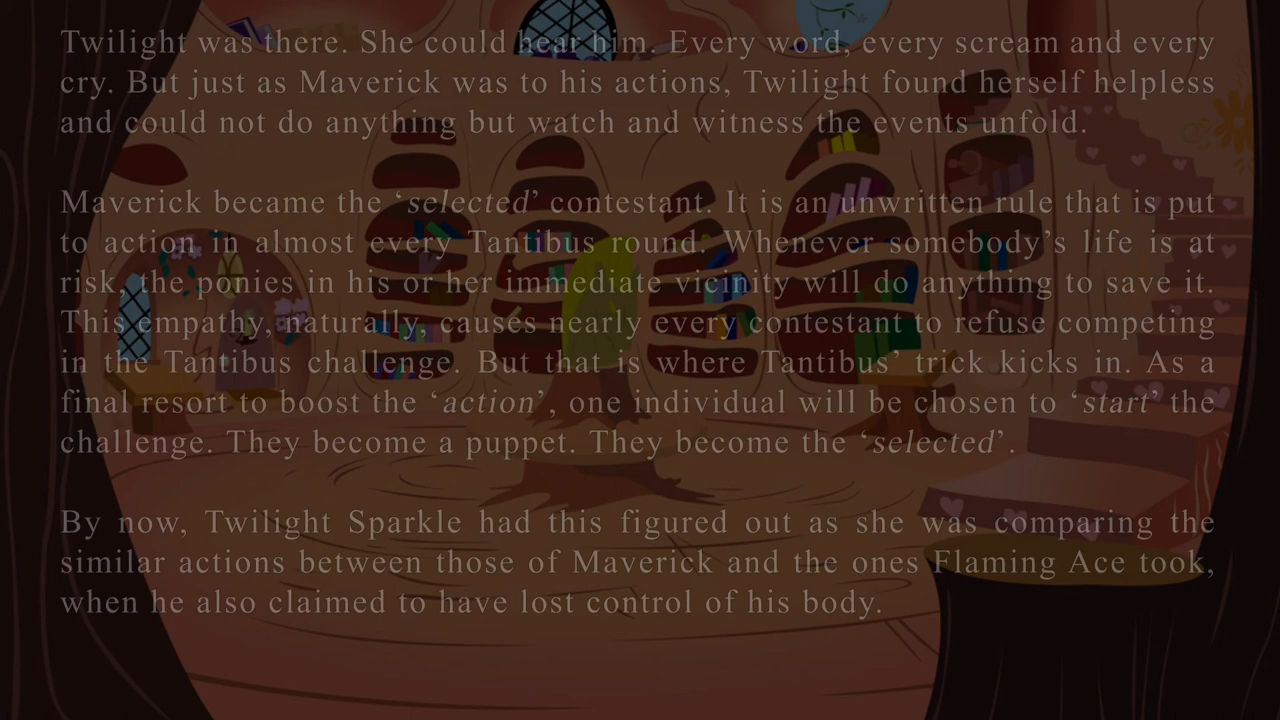 Twilight was there. She could hear him. Every word, every scream and every
cry. But just as Maverick was to his actions, Twilight found herself helpless
and could not do anything but watch and witness the events unfold.
Maverick became the ‘selected’ contestant. It is an unwritten rule that is put
to action in almost every Tantibus round. Whenever somebody’s life is at
risk, the ponies in his or her immediate vicinity will do anything to save it.
This empathy, naturally, causes nearly every contestant to refuse competing
in the Tantibus challenge. But that is where Tantibus’ trick kicks in. As a
final resort to boost the ‘action’, one individual will be chosen to ‘start’ the
challenge. They become a puppet. They become the ‘selected’.
By now, Twilight Sparkle had this figured out as she was comparing the
similar actions between those of Maverick and the ones Flaming Ace took,
when he also claimed to have lost control of his body.